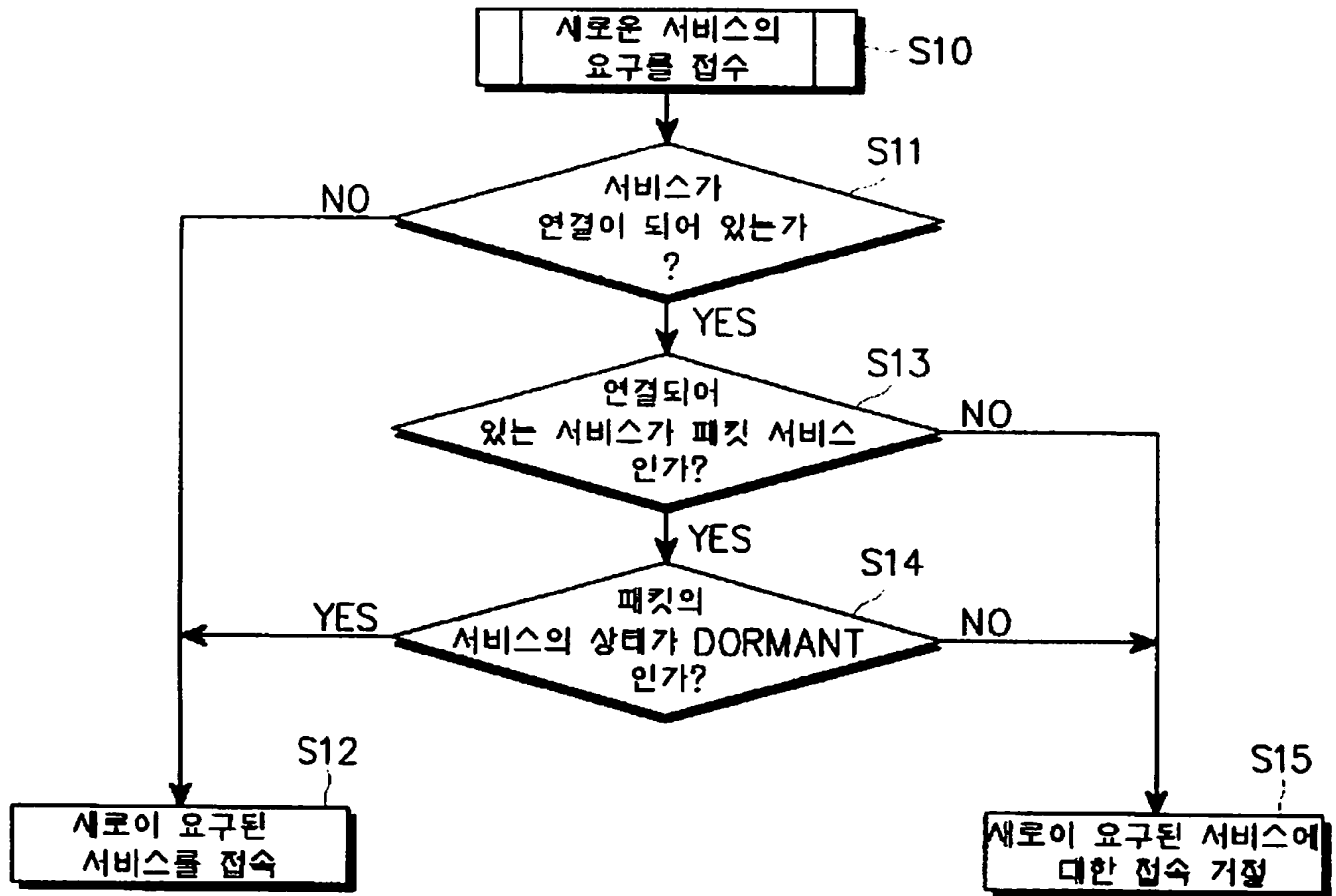 새로운 서비스의
요구를 접수
S10
S11
서비스가
연결이 되어 있는가
?
NO
YES
S13
연결되어
있는 서비스가 패킷 서비스
인가?
NO
YES
S14
패킷의
서비스의 상태가 DORMANT
인가?
YES
NO
S12
새로이 요구된
서비스를 접속
S15
새로이 요구된 서비스에
대한 접속 거절